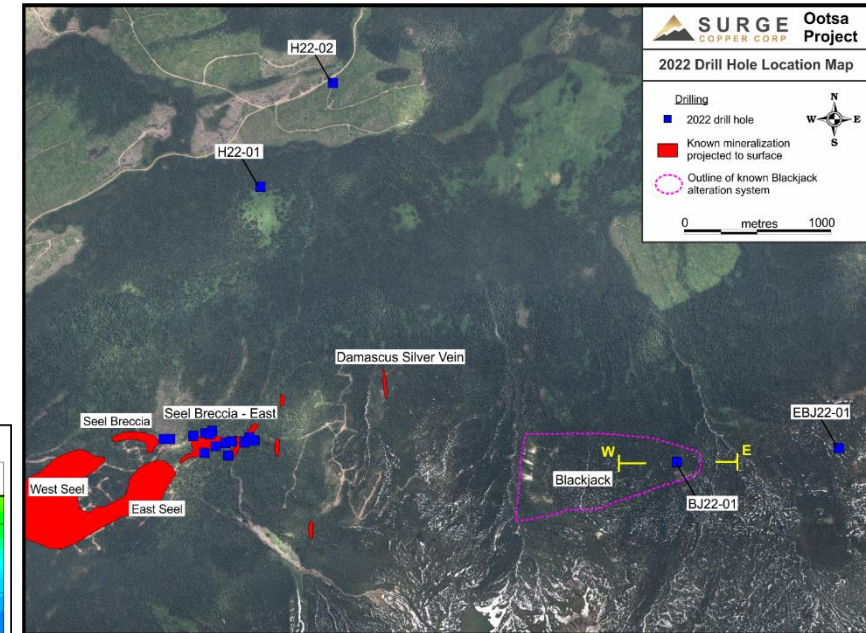 SURGE
COPPER CORP
Ootsa
Project
2022 Drill Hole Location Map
Drilling
2022 drill hole
Known mineralization
projected to surface
Outline of known Blackjack
alteration system
N
W
E
S
0 metres 1000
H22-02
H22-01
Damascus Silver Vein
Seel Breccia - East
Seel Breccia
EBJ22-01
W
E
West Seel
Blackjack
BJ22-01
East Seel